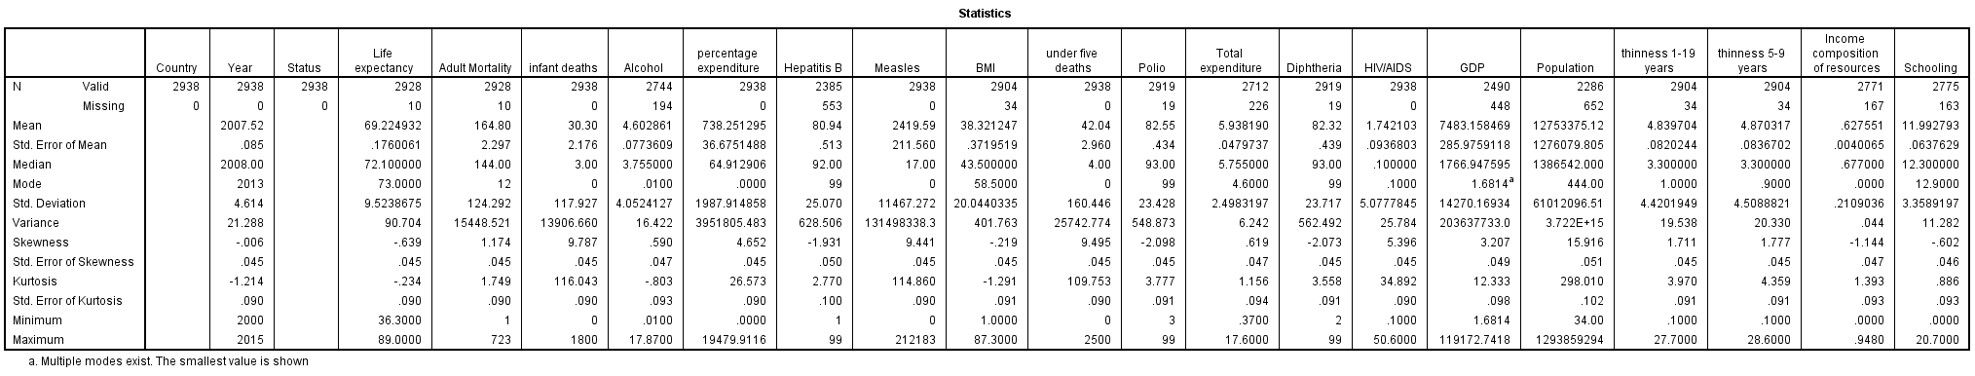 Statistics
Country Year Status Life expectancy Adult Mortality infant deaths Alcohol percentage expenditure Hepatitis B Measles BMI under five deaths Polio Total expenditure Diphtheria HIV/AIDS GDP Population thinness 1-19 years thinness 5-9 years Income composition of resources Schooling
N Valid 2938 2938 2938 2928 2928 2938 2744 2938 2385 2938 2904 2938 2919 2712 2919 2938 2490 2286 2904 2904 2771 2775
Missing 0 0 0 10 10 0 194 0 553 0 34 0 19 226 19 0 448 652 34 34 167 163
Mean 2007.52 69.224932 164.80 30.30 4.602861 738.251295 80.94 2419.59 38.321247 42.04 82.55 5.938190 82.32 1.742103 7483.158469 12753375.12 4.839704 4.870317 .627551 11.992793
Std. Error of Mean .085 .1760061 2.297 2.176 .0773609 36.6751488 .513 211.560 .3719519 2.960 .434 .0479737 .439 .0936803 285.9759118 1276079.805 .0820244 .0836702 .0040065 .0637629
Median 2008.00 72.100000 144.00 3.00 3.755000 64.912906 92.00 17.00 43.500000 4.00 93.00 5.755000 93.00 .100000 1766.947595 1386542.000 3.300000 3.300000 .677000 12.300000
Mode 2013 73.0000 12 0 .0100 .0000 99 0 58.5000 0 99 4.6000 99 .1000 1.6814a 444.00 1.0000 .9000 .0000 12.9000
Std. Deviation 4.614 9.5238675 124.292 117.927 4.0524127 1987.914858 25.070 11467.272 20.0440335 160.446 23.428 2.4983197 23.717 5.0777845 14270.16934 61012096.51 4.4201949 4.5088821 .2109036 3.3589197
Variance 21.288 90.704 15448.521 13906.660 16.422 3951805.483 628.506 131498338.3 401.763 25742.774 548.873 6.242 562.492 25.784 203637733.0 3.722E+15 19.538 20.330 .044 11.282
Skewness -.006 -.639 1.174 9.787 .590 4.652 -1.931 9.441 -.219 9.495 -2.098 .619 -2.073 5.396 3.207 15.916 1.711 1.777 -1.144 -.602
Std. Error of Skewness .045 .045 .045 .045 .047 .045 .050 .045 .045 .045 .045 .047 .045 .045 .049 .051 .045 .045 .047 .046
Kurtosis -1.214 -.234 1.749 116.043 -.803 26.573 2.770 114.860 -1.291 109.753 3.777 1.156 3.558 34.892 12.333 298.010 3.970 4.359 1.393 .886
Std. Error of Kurtosis .090 .090 .090 .090 .093 .090 .100 .090 .091 .090 .091 .094 .091 .090 .098 .102 .091 .091 .093 .093
Minimum 2000 36.3000 1 0 .0100 .0000 1 0 1.0000 0 3 .3700 2 .1000 1.6814 34.00 .1000 .1000 .0000 .0000
Maximum 2015 89.0000 723 1800 17.8700 19479.9116 99 212183 87.3000 2500 99 17.6000 99 50.6000 119172.7418 1293859294 27.7000 28.6000 .9480 20.7000
a. Multiple modes exist. The smallest value is shown